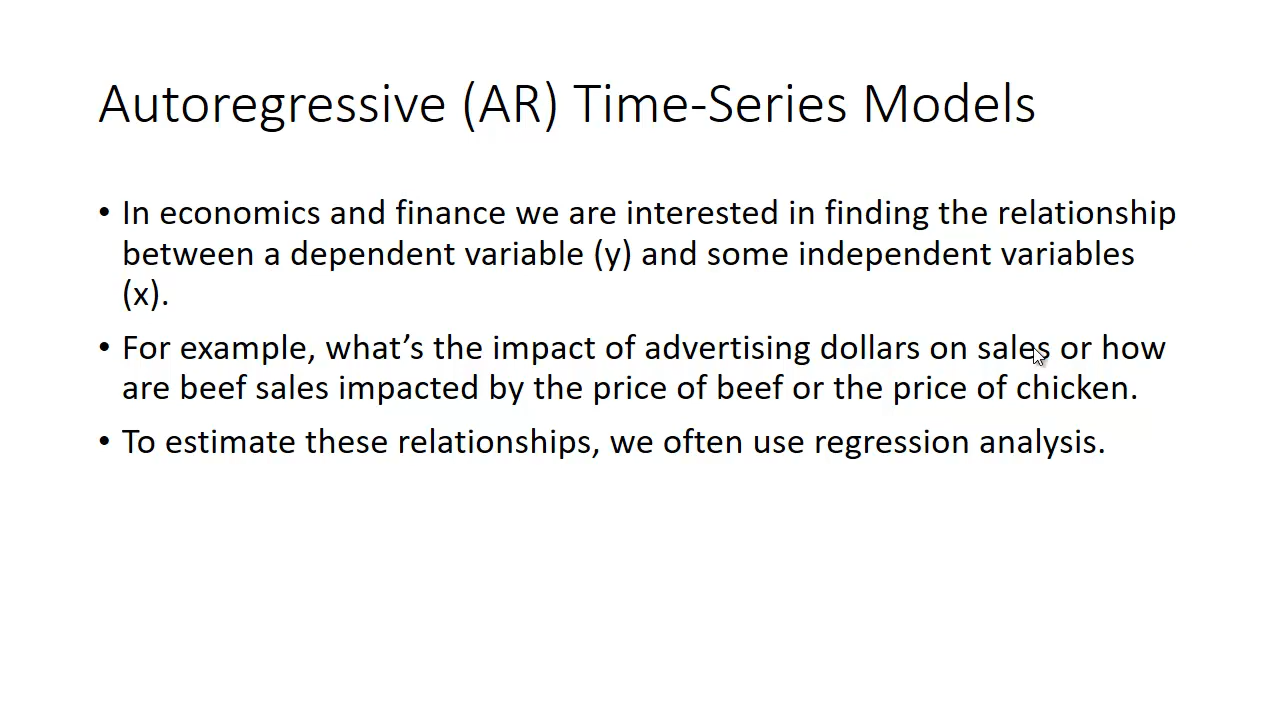 Autoregressive (AR) Time-Series Models
• In economics and finance we are interested in finding the relationship
between a dependent variable (y) and some independent variables
(x).
• For example, what’s the impact of advertising dollars on sales or how
are beef sales impacted by the price of beef or the price of chicken.
• To estimate these relationships, we often use regression analysis.